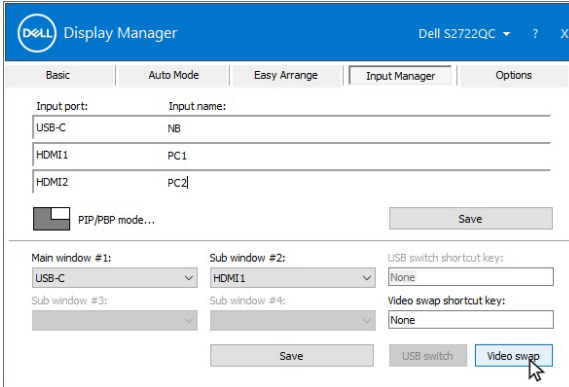 DELL Display Manager Dell S2722QC ? X
Basic Auto Mode Easy Arrange Input Manager Options
Input port: Input name:
USB-C NB
HDMI1 PC1
HDMI2 PC2
PIP/PBP mode... Save
Main window #1: Sub window #2: USB switch shortcut key:
USB-C HDMI1 None
Sub window #3: Sub window #4: Video swap shortcut key:
None
Save USB switch Video swap